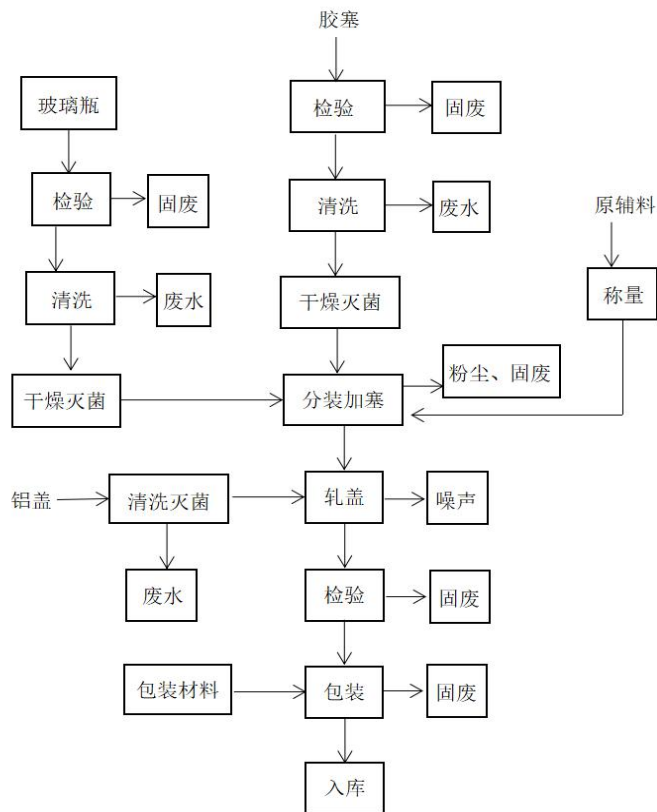 胶塞
玻璃瓶
检验
固废
检验
固废
清洗
废水
原辅料
清洗
废水
干燥灭菌
称量
干燥灭菌
分装加塞
粉尘、固废
铝盖
清洗灭菌
轧盖
噪声
废水
检验
固废
包装材料
包装
固废
入库